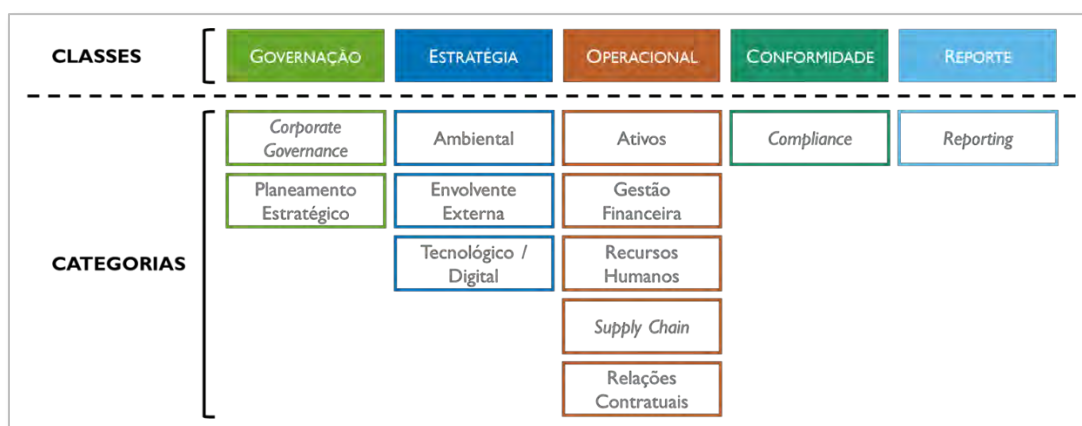 CLASSES
GOVERNAÇÃO
ESTRATÉGIA
OPERACIONAL
CONFORMIDADE
REPORTE
CATEGORIAS
Corporate
Governance
Planeamento
Estratégico
Ambiental
Envolvente
Externa
Tecnológico /
Digital
Ativos
Gestão
Financeira
Recursos
Humanos
Supply Chain
Relações
Contratuais
Compliance
Reporting